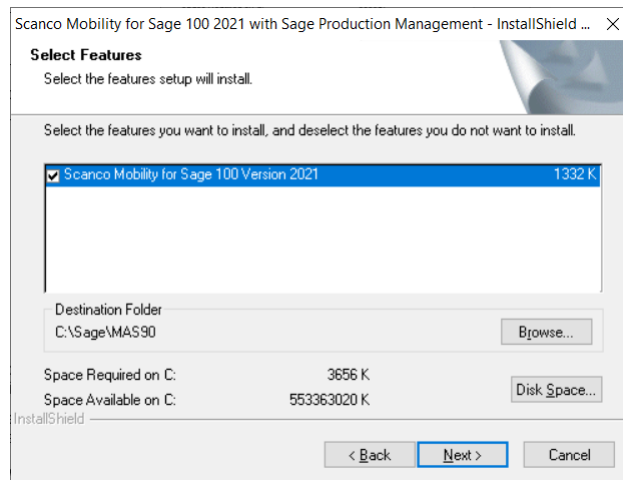 Scanco Mobility for Sage 100 2021 with Sage Production Management - InstallShield ...
Select Features
Select the features setup will install.
Select the features you want to install, and deselect the features you do not want to install.
Scanco Mobility for Sage 100 Version 2021 1332 K
Destination Folder
C:\Sage\MAS90
Browse...
Space Required on C: 3656 K
Space Available on C: 553363020 K
Disk Space...
InstallShield
< Back Next > Cancel